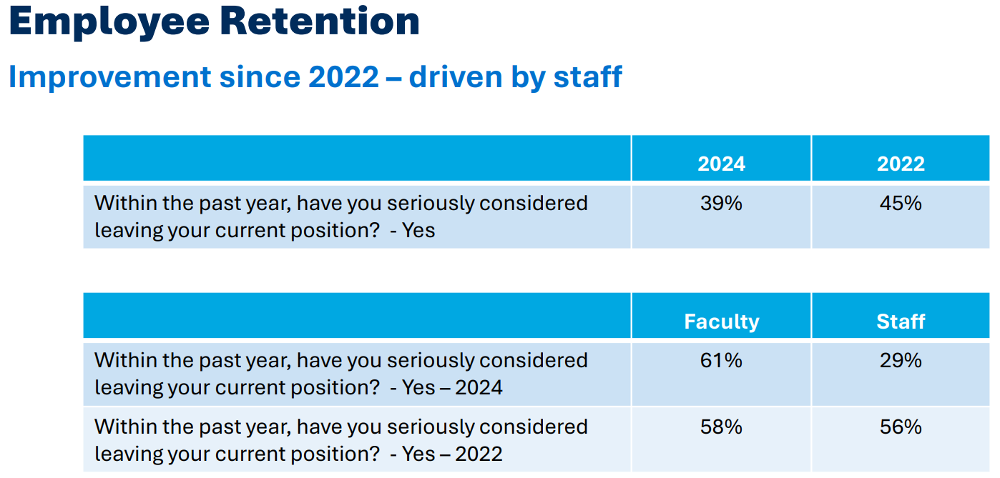 Employee Retention
Improvement since 2022 – driven by staff
2024 2022
Within the past year, have you seriously considered
leaving your current position?  - Yes
39% 45%
Faculty Staff
Within the past year, have you seriously considered
leaving your current position?  - Yes – 2024
61% 29%
Within the past year, have you seriously considered
leaving your current position?  - Yes – 2022
58% 56%